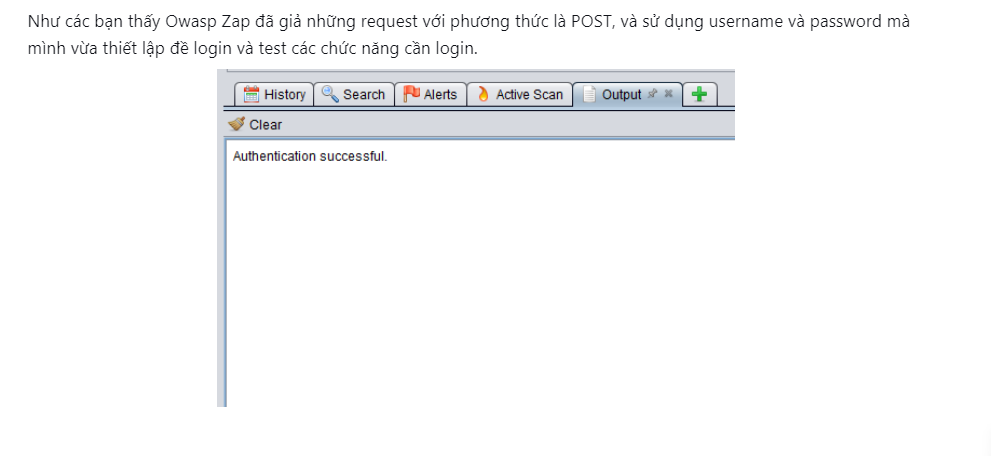 Như các bạn thấy Owasp Zap đã giả những request với phương thức là POST, và sử dụng username và password mà
mình vừa thiết lập đề login và test các chức năng cần login.
History Search Alerts Active Scan Output
Clear
Authentication successful.